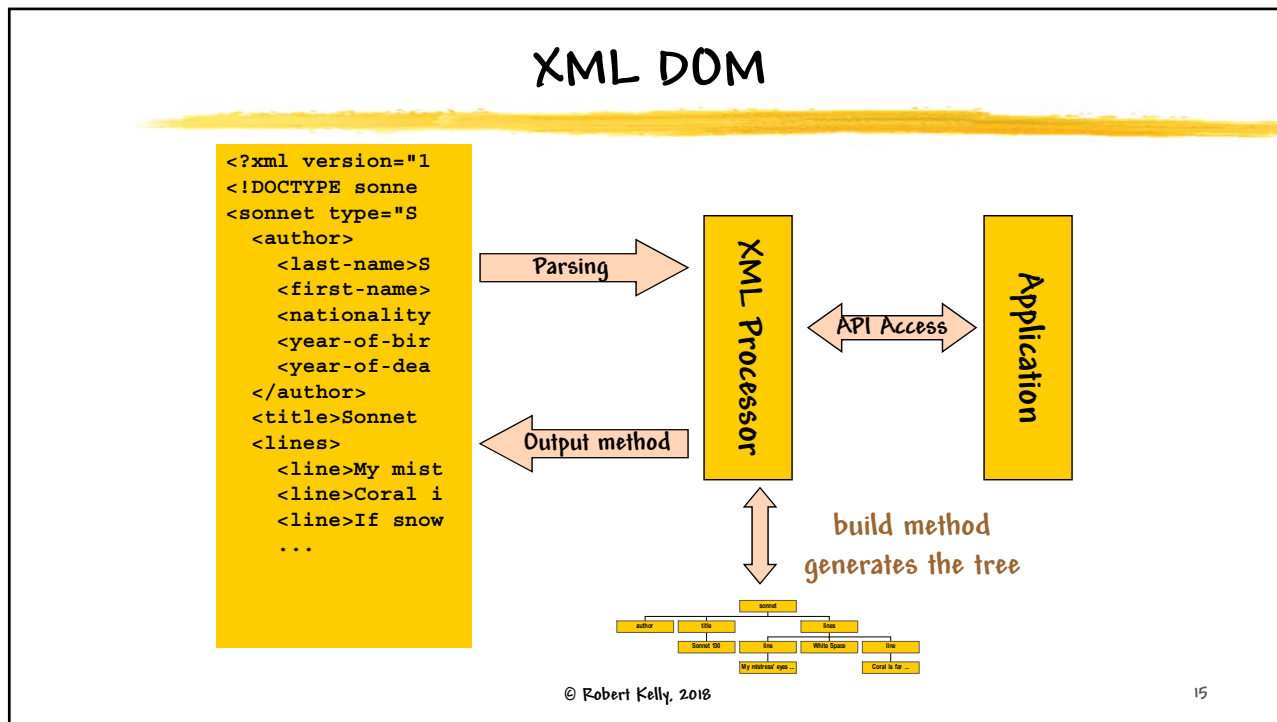 XML DOM
<?xml version="1
<!DOCTYPE sonne
<sonnet type="S
<author>
<last-name>S
<first-name>
<nationality
<year-of-bir
<year-of-dea
</author>
<title>Sonnet
<lines>
<line>My mist
<line>Coral i
<line>If snow
...
Parsing
Output method
XML Processor
API Access
Application
build method
generates the tree
sonnet
author title lines
Sonnet 130 line White Space line
My mistress' eyes ... Coral is far ...
© Robert Kelly, 2018
15